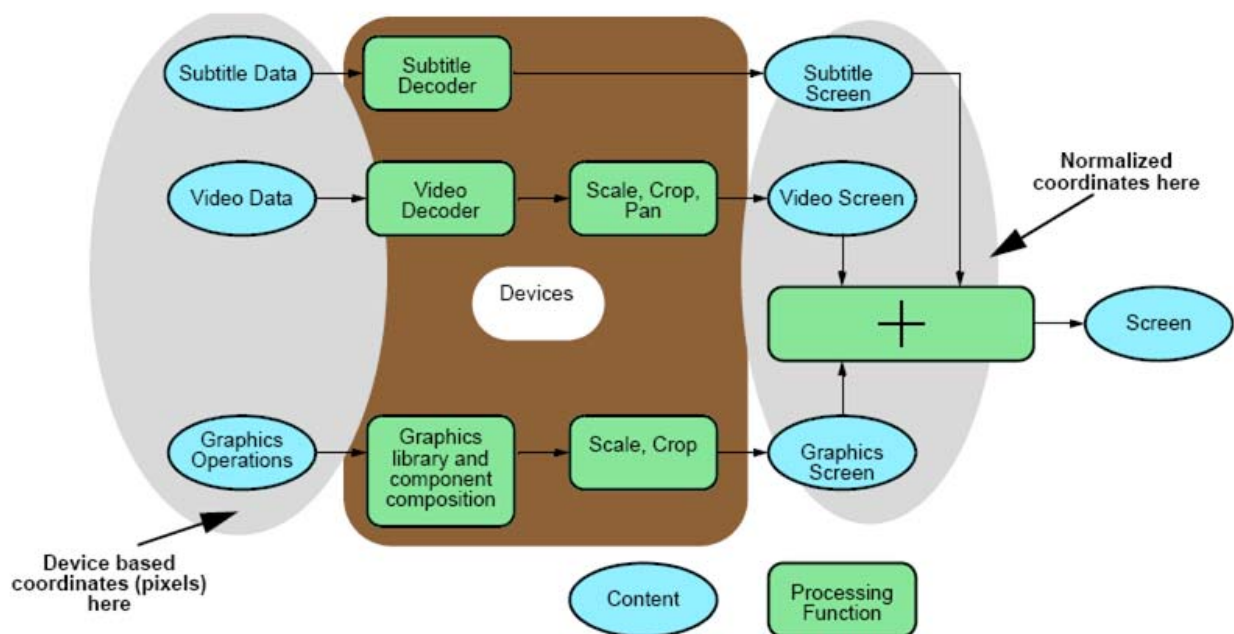 Subtitle Data
Subtitle
Decoder
Subtitle
Screen
Normalized
coordinates here
Video Data
Video
Decoder
Scale, Crop,
Pan
Video Screen
Devices
+
Screen
Graphics
Operations
Graphics
library and
component
composition
Scale, Crop
Graphics
Screen
Device based
coordinates (pixels)
here
Content
Processing
Function